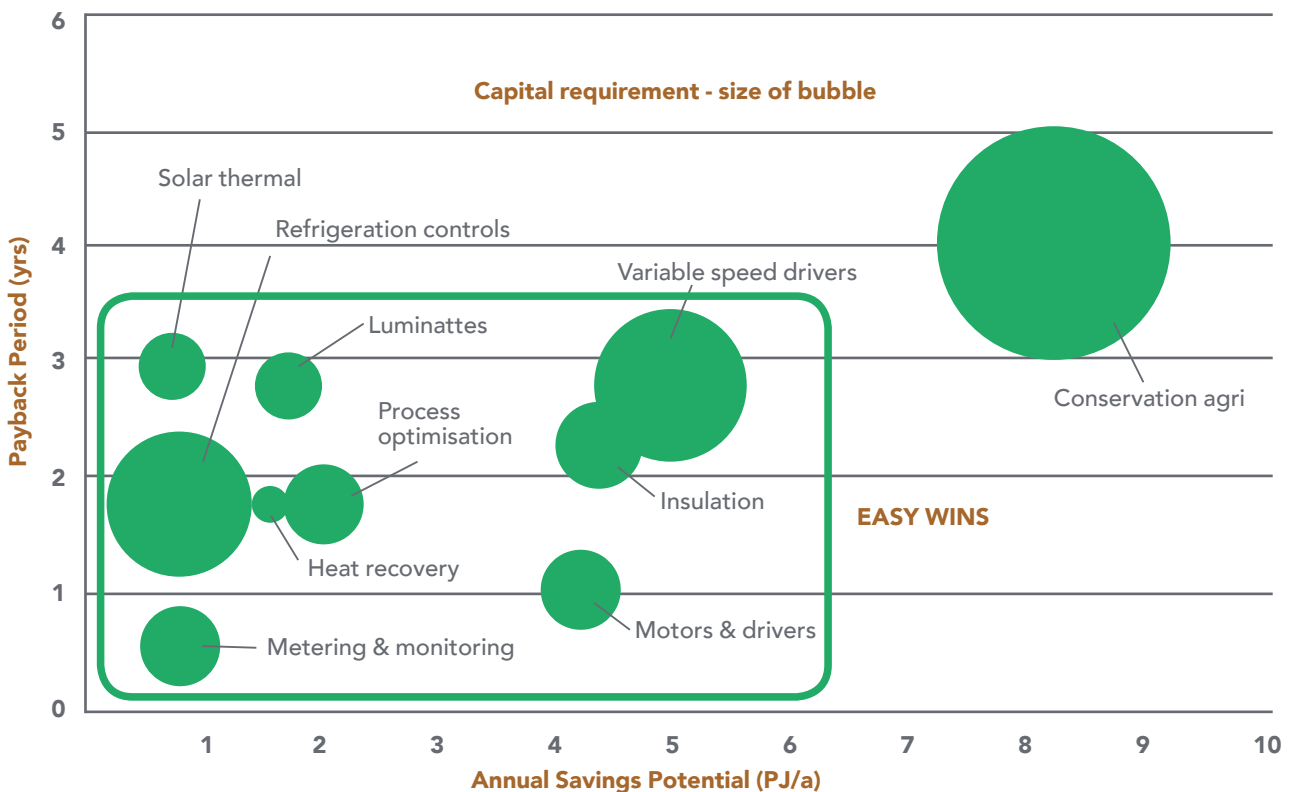 6
Capital requirement - size of bubble
5
Solar thermal
Refrigeration controls
4
Variable speed drivers
Luminattes
3
Conservation agri
Process
optimisation
2
Insulation
EASY WINS
Heat recovery
1
Motors & drivers
Metering & monitoring
0
Payback Period (yrs)
1 2 3 4 5 6 7 8 9 10
Annual Savings Potential (PJ/a)